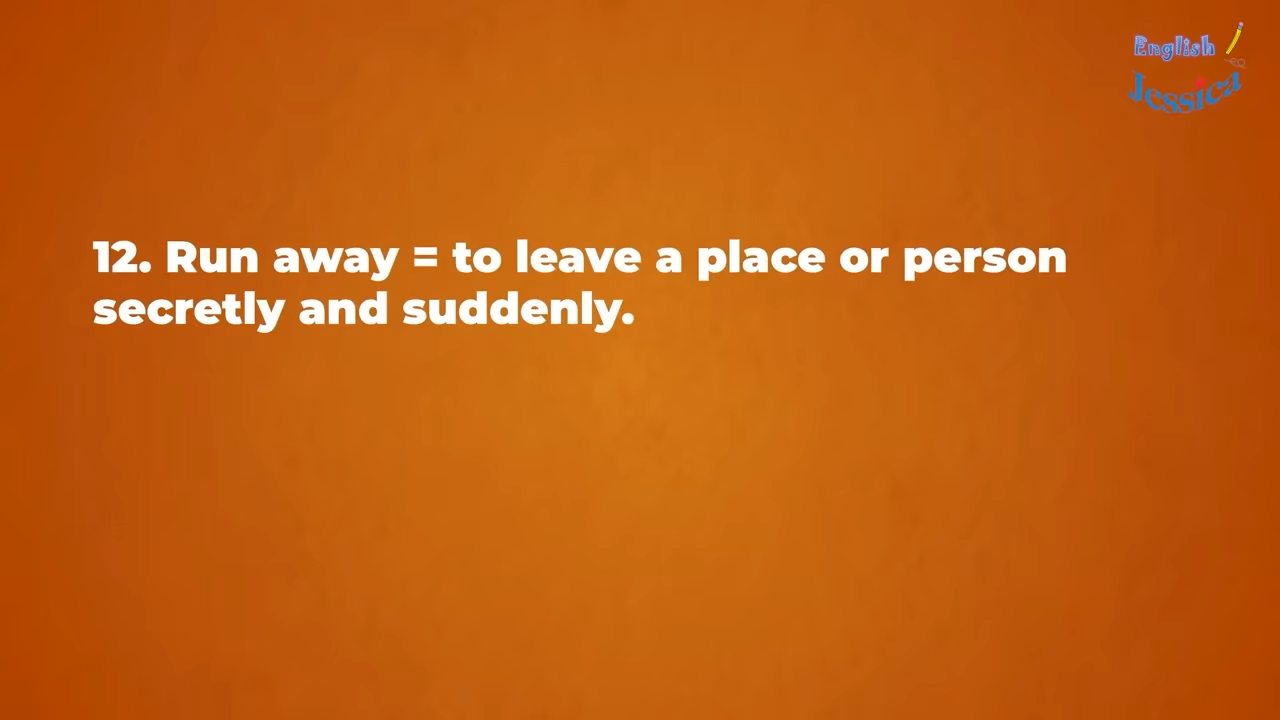 English
Jessica
12. Run away = to leave a place or person
secretly and suddenly.